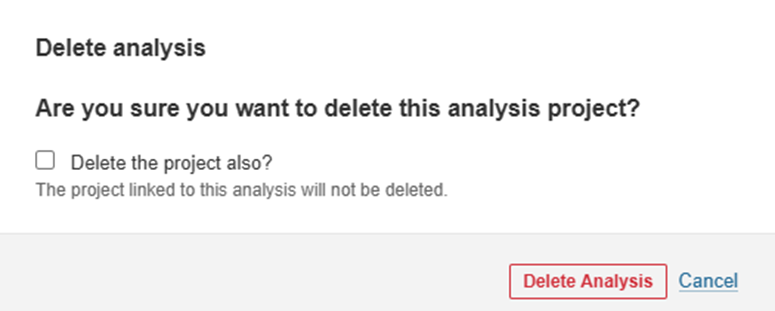 Delete analysis
Are you sure you want to delete this analysis project?
Delete the project also?
The project linked to this analysis will not be deleted.
Delete Analysis Cancel